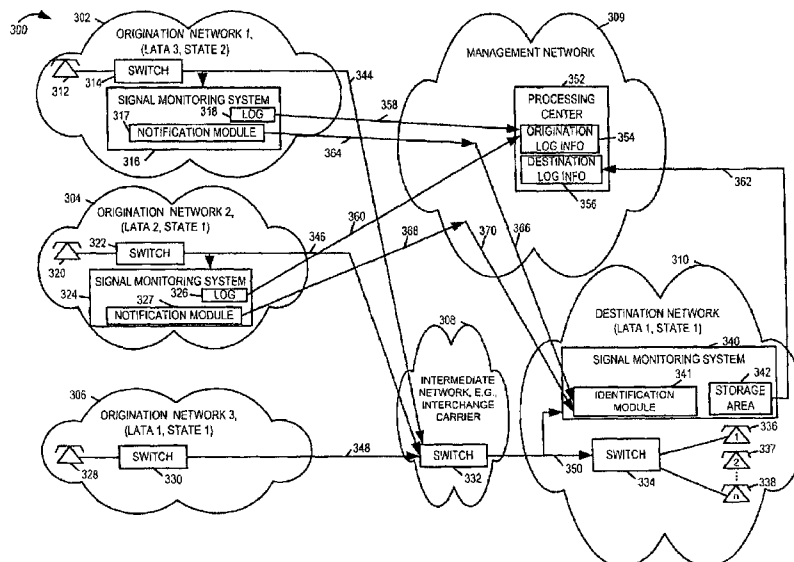 300
302
ORIGINATION NETWORK 1,
(LATA 3, STATE 2)
SWITCH
312
314
344
SIGNAL MONITORING SYSTEM
318
LOG
317
NOTIFICATION MODULE
316
358
364
309
MANAGEMENT NETWORK
352
PROCESSING
CENTER
ORIGINATION
LOG INFO
354
DESTINATION
LOG INFO
356
362
304
ORIGINATION NETWORK 2,
(LATA 2, STATE 1)
322
SWITCH
320
346
360
368
370
366
SIGNAL MONITORING SYSTEM
324
327
326
LOG
NOTIFICATION MODULE
310
DESTINATION NETWORK
(LATA 1, STATE 1)
340
SIGNAL MONITORING SYSTEM
341
342
IDENTIFICATION
MODULE
STORAGE
AREA
308
INTERMEDIATE
NETWORK, E.G.,
INTERCHANGE
CARRIER
SWITCH
332
306
ORIGINATION NETWORK 3,
(LATA 1, STATE 1)
SWITCH
328
330
348
350
SWITCH
334
336
1
337
2
338
n